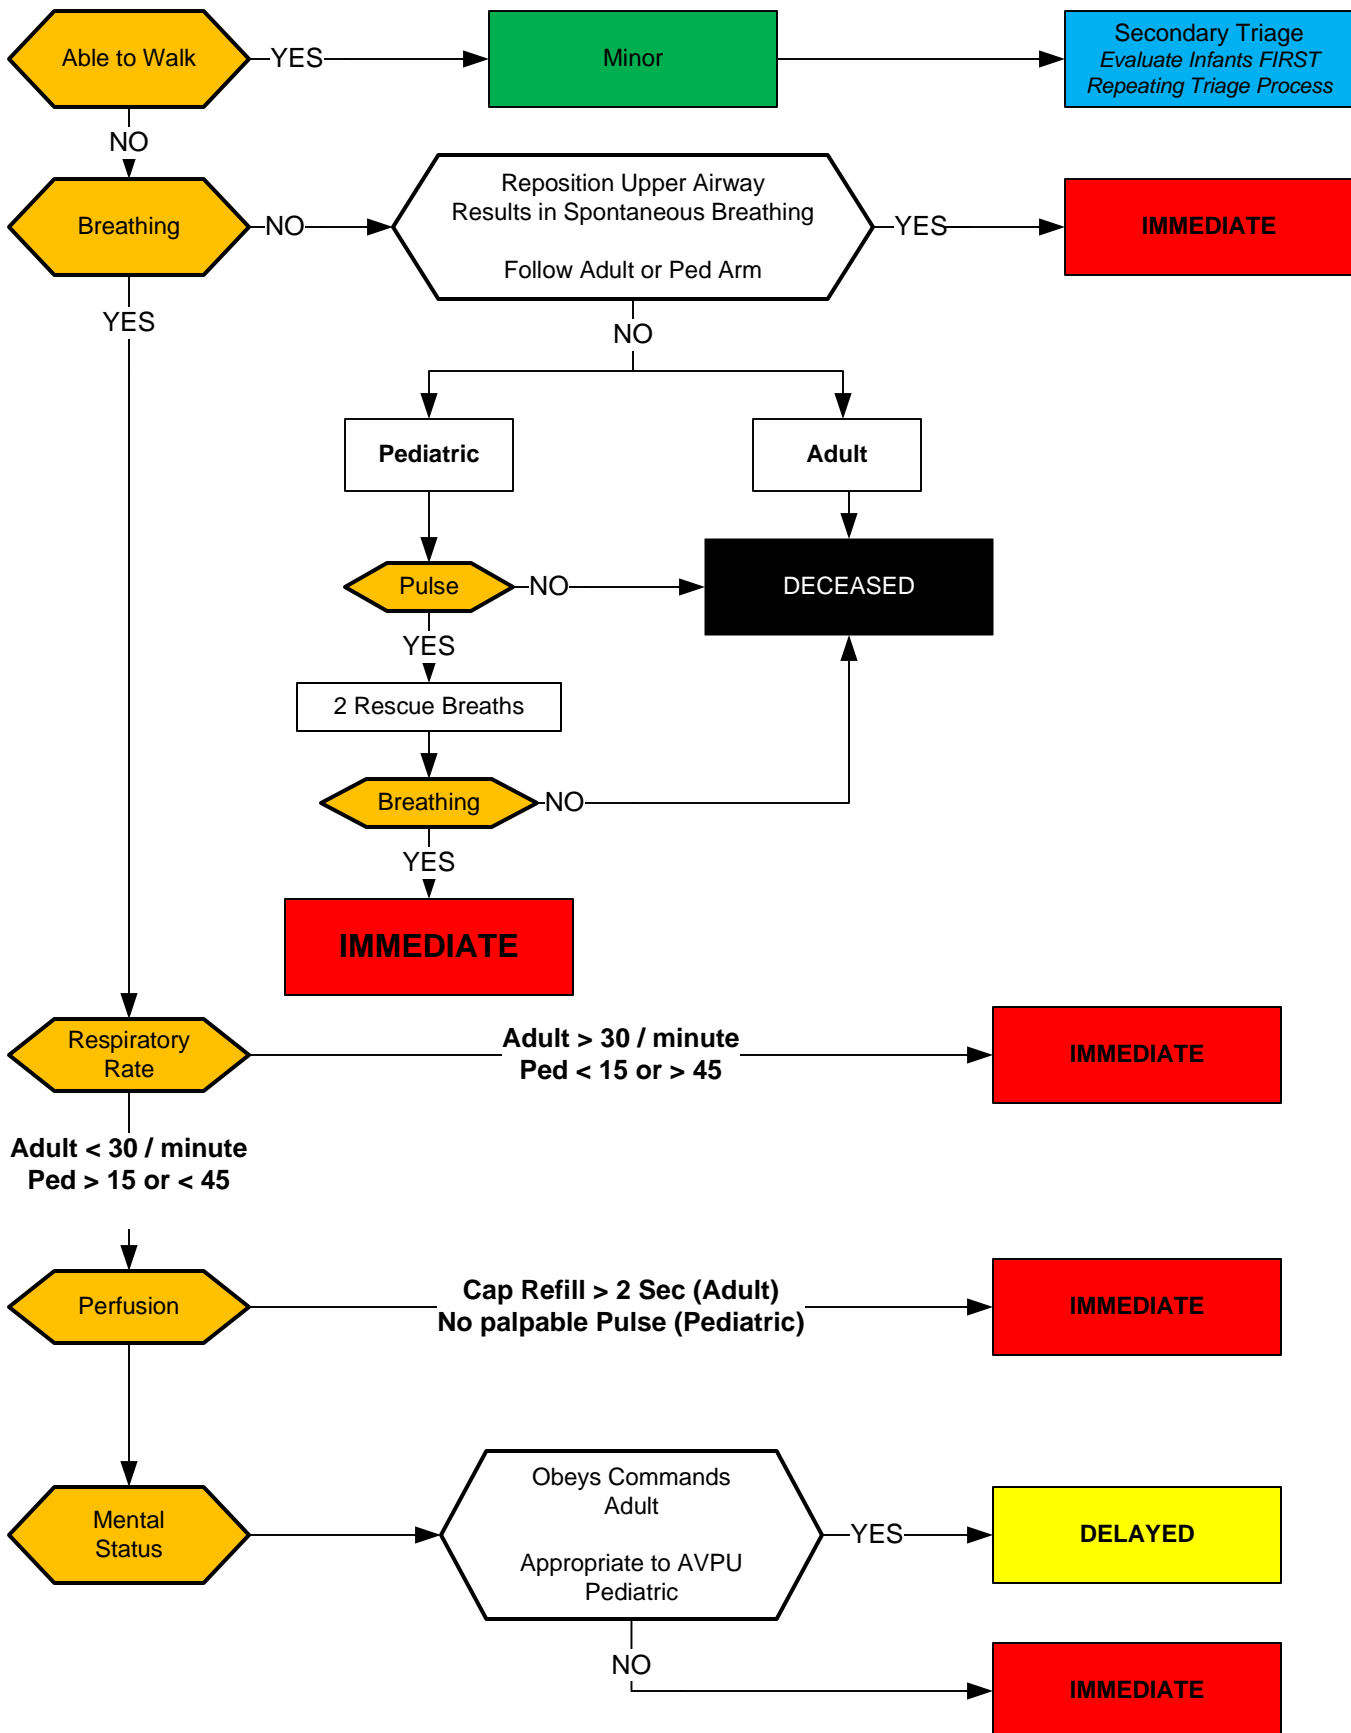 Able to Walk
YES
Minor
Secondary Triage
Evaluate Infants FIRST
Repeating Triage Process
NO
Breathing
NO
Reposition Upper Airway
Results in Spontaneous Breathing
Follow Adult or Ped Arm
YES
IMMEDIATE
YES
NO
Pediatric
Adult
Pulse
NO
DECEASED
YES
2 Rescue Breaths
Breathing
NO
YES
IMMEDIATE
Respiratory
Rate
Adult > 30 / minute
Ped < 15 or > 45
IMMEDIATE
Adult < 30 / minute
Ped > 15 or < 45
Perfusion
Cap Refill > 2 Sec (Adult)
No palpable Pulse (Pediatric)
IMMEDIATE
Mental
Status
Obeys Commands
Adult
Appropriate to AVPU
Pediatric
YES
DELAYED
NO
IMMEDIATE